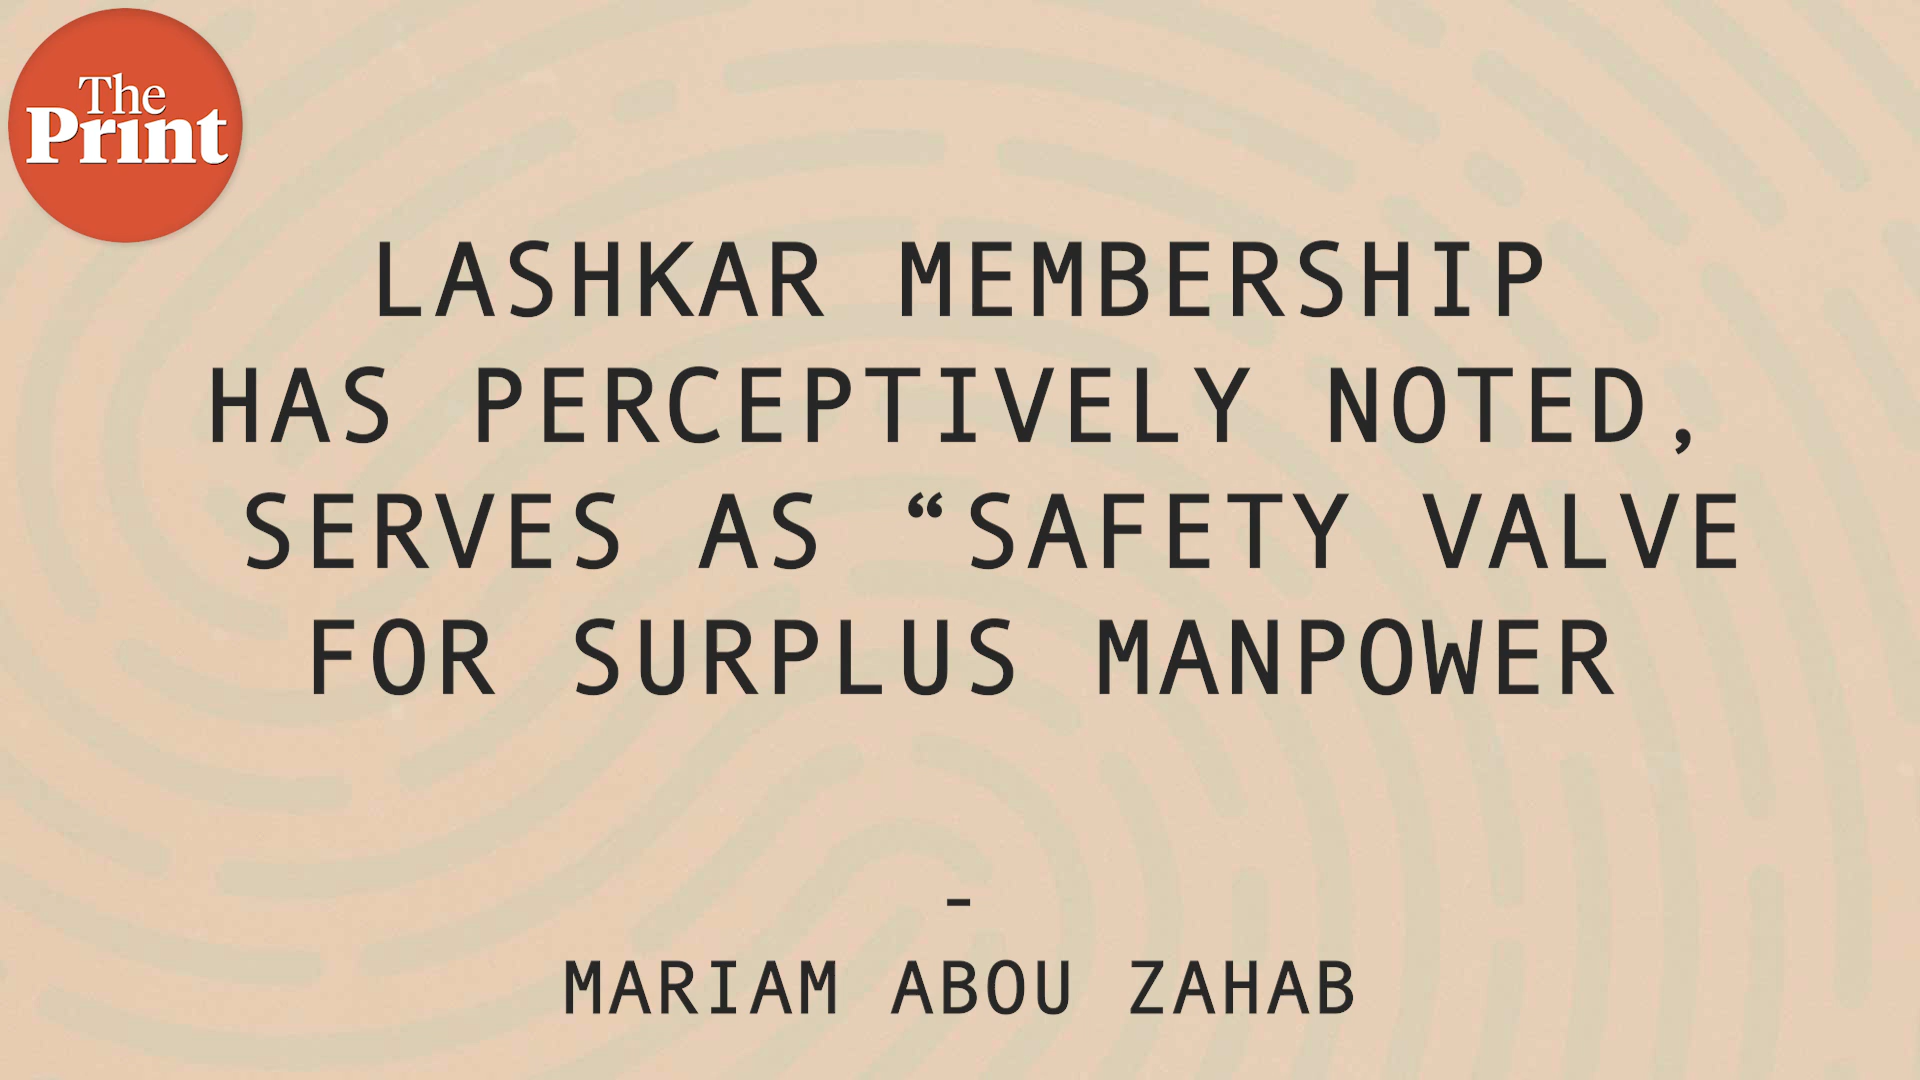 The
Print
LASHKAR MEMBERSHIP
HAS PERCEPTIVELY NOTED,
SERVES AS “SAFETY VALVE
FOR SURPLUS MANPOWER
-
MARIAM ABOU ZAHAB